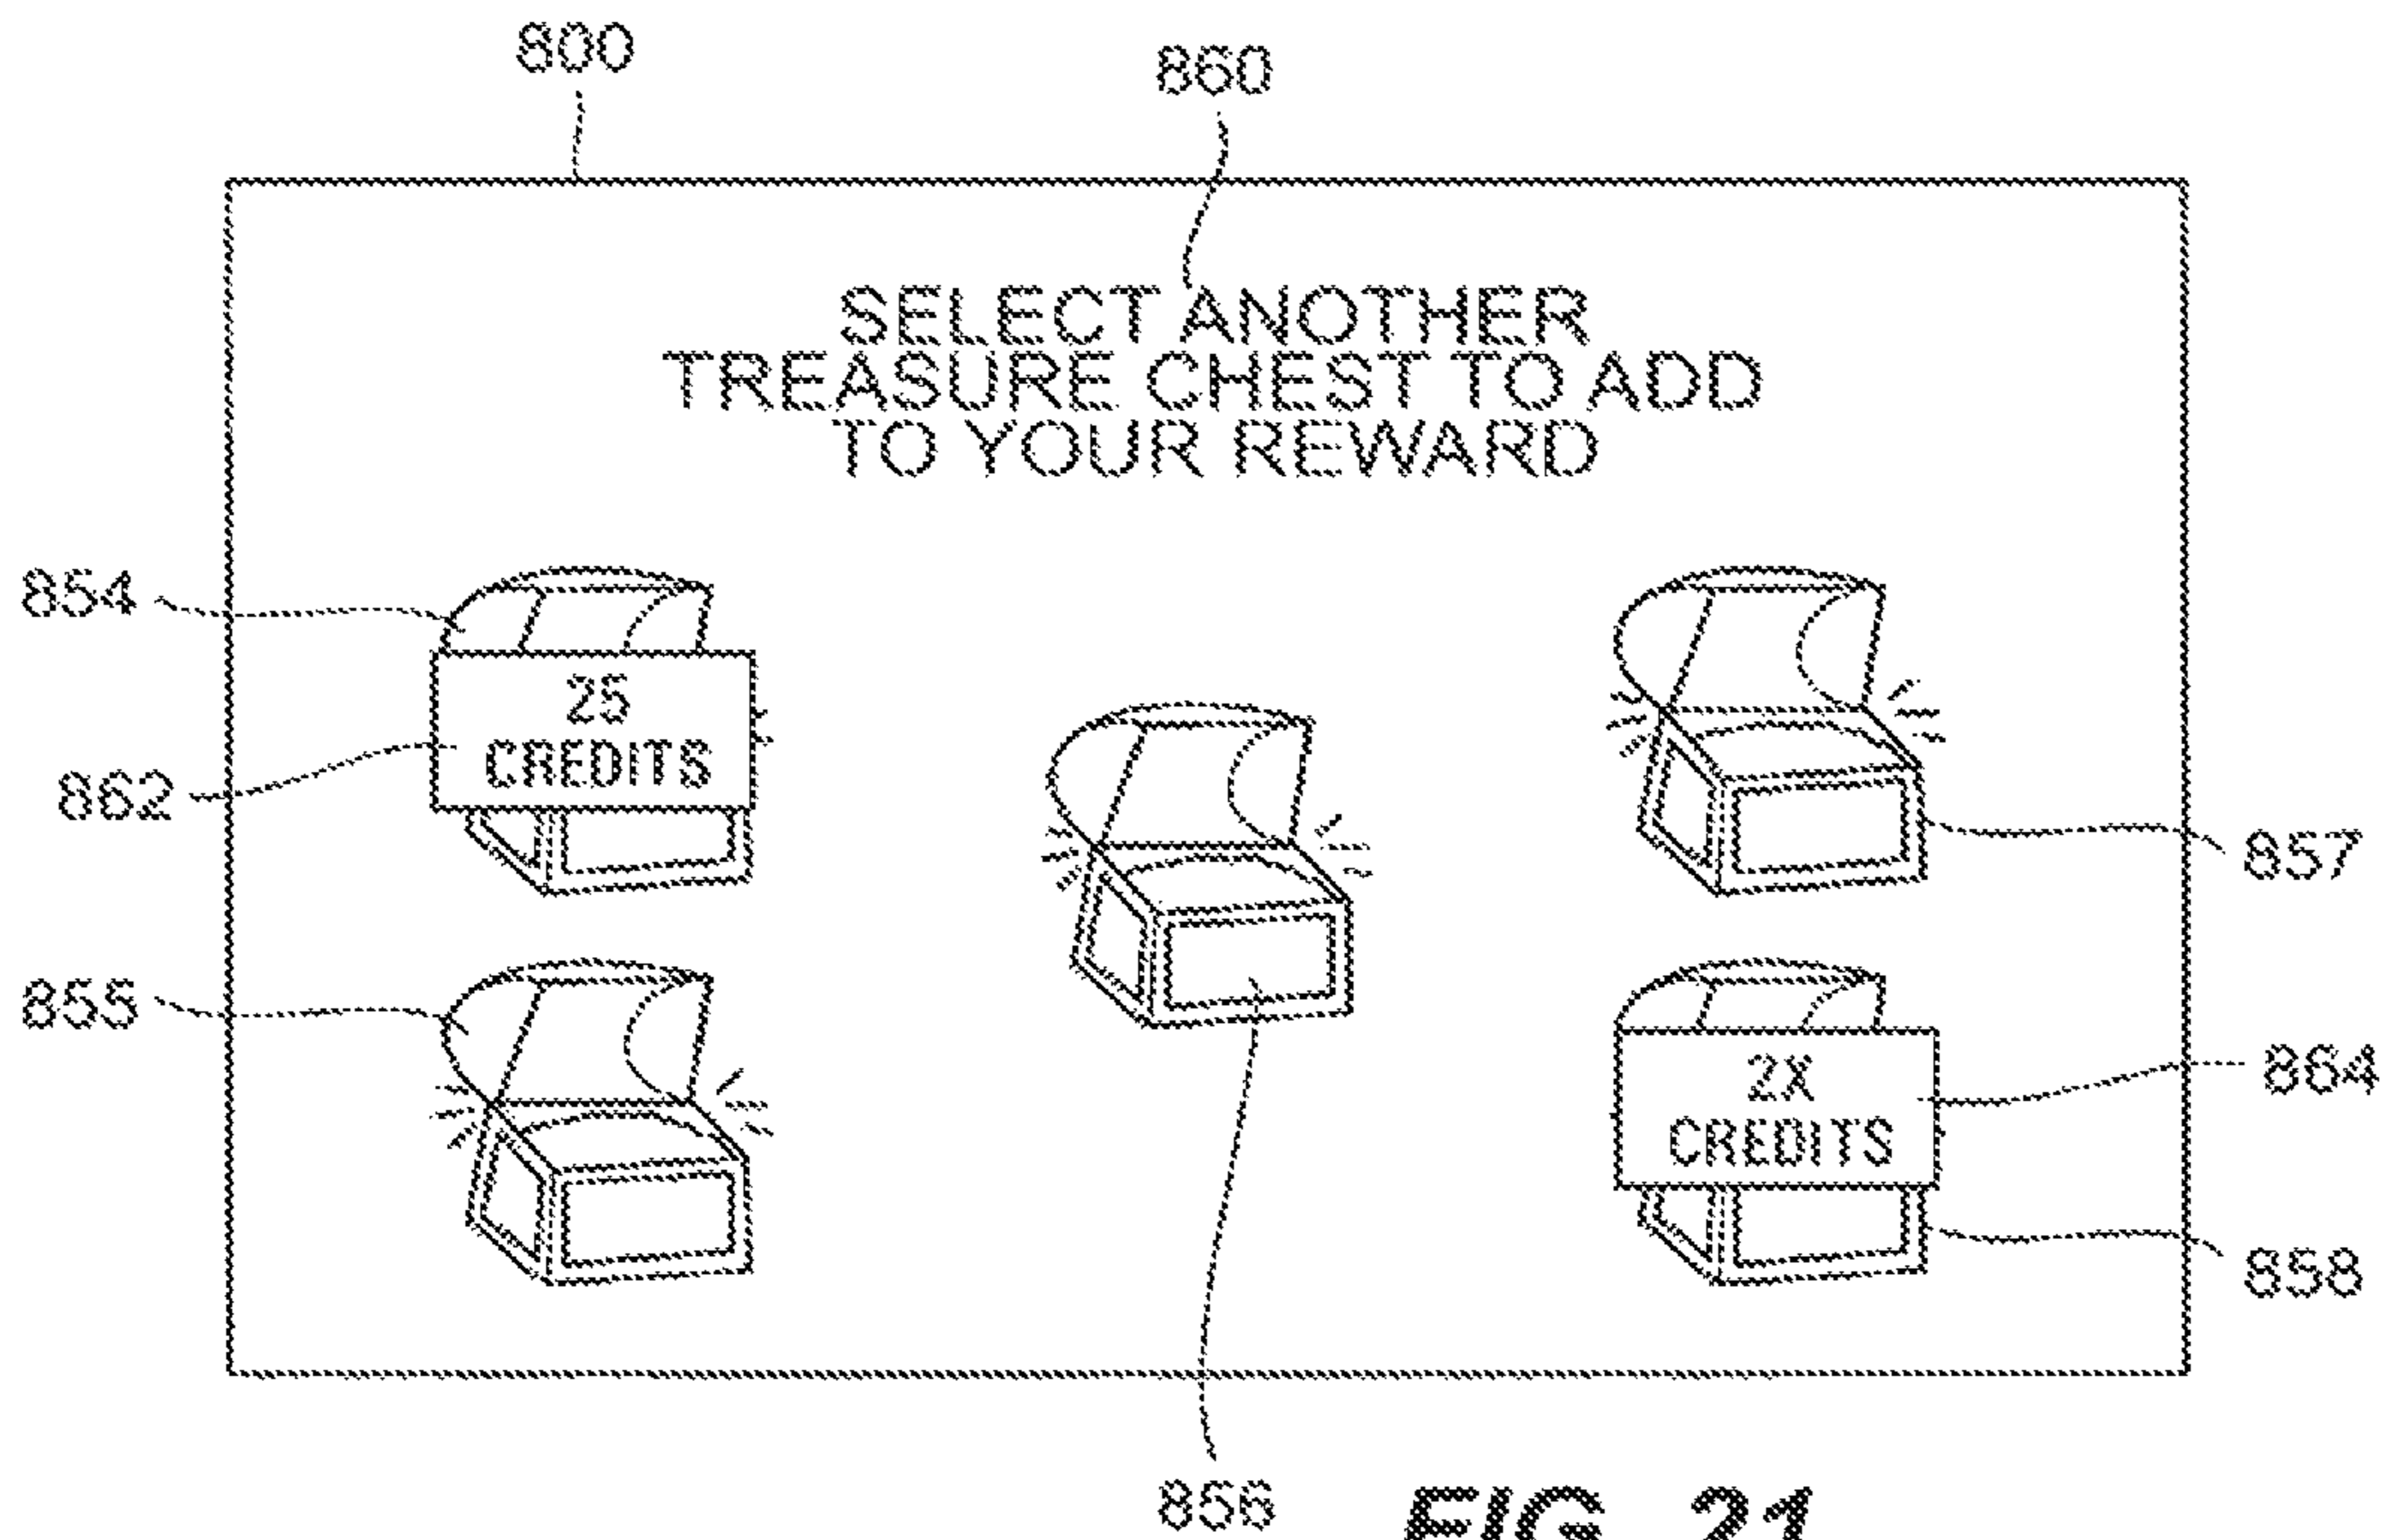 800
860
SELECT ANOTHER
TREASURE CHEST TO ADD
TO YOUR REWARD
854
25
CREDITS
862
857
855
2X
CREDITS
864
858
856
FIG. 21